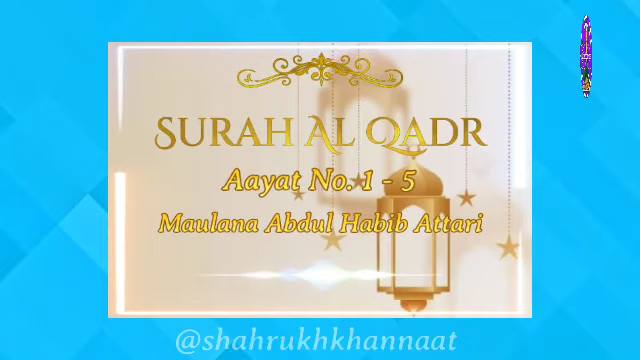 SURAH AL QADR
Aayat No. 1 - 5
Maulana Abdul Habib Attari
@shahrukhkhannaat